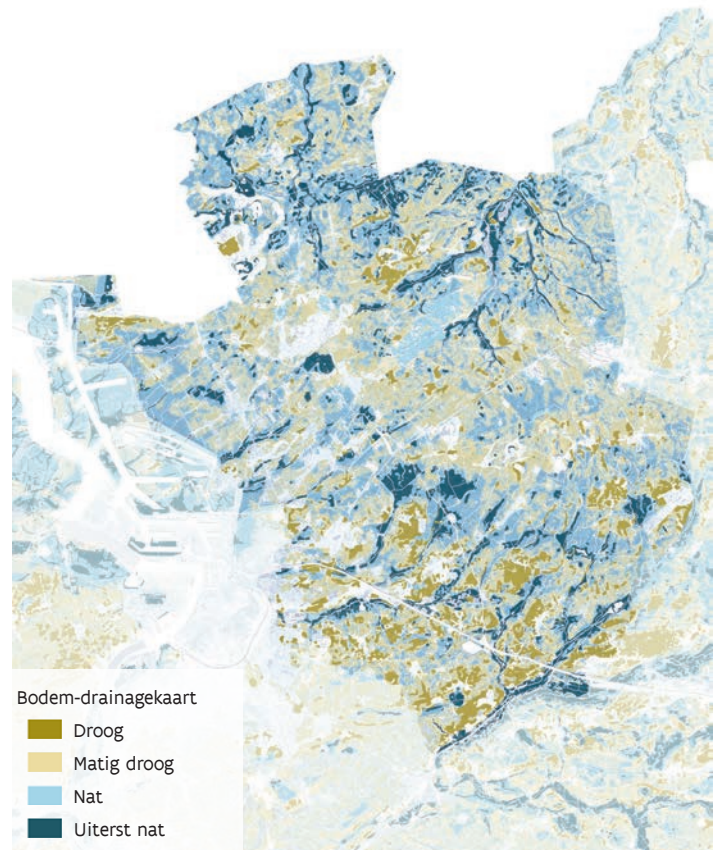 Bodem-drainagekaart
Droog
Matig droog
Nat
Uiterst nat